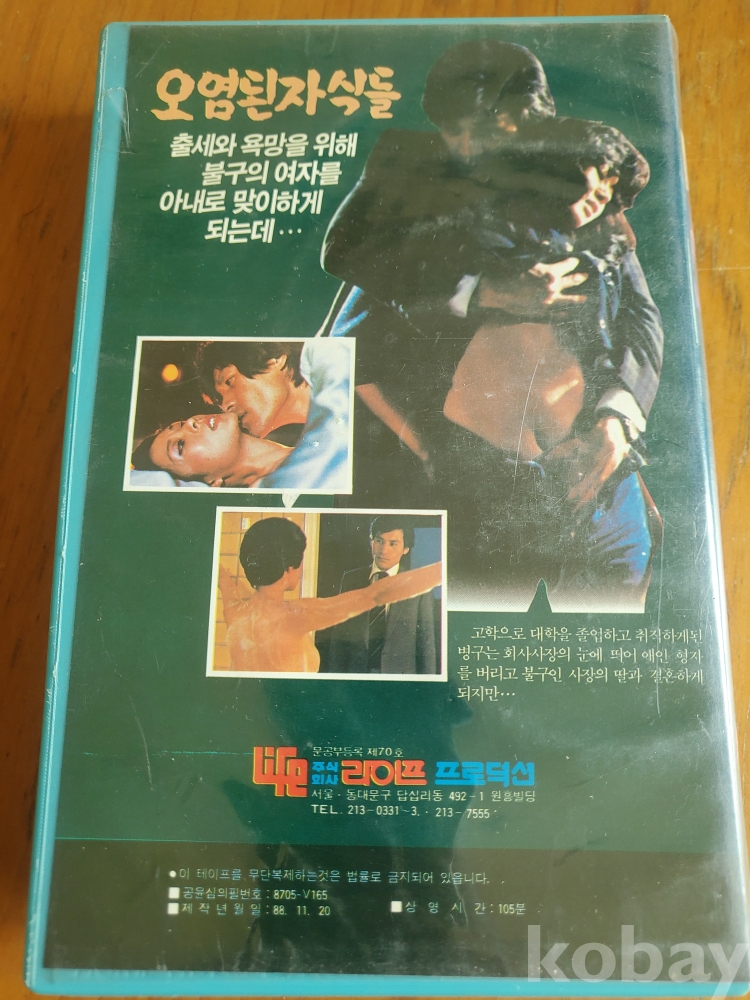 오염된자식들
출세와 욕망을 위해
불구의 여자를
아내로 맞이하게
되는데…
고학으로 대학을 졸업하고 취직하게된
병구는 회사사장의 눈에 띄어 애인 형자
를 버리고 불구인 사장의 딸과 결혼하게
되지만…
문공부등록 제70호
Life 주식회사 라이프 프로덕션
서울·동대문구 답십리동 492-1 원흥빌딩
TEL. 213-0331~3. · 213-7555
●이 테이프를 무단복제하는것은 법률로 금지되어 있습니다.
■공윤심의필번호 : 8705-V165
■제작년월일 : 88. 11. 20 ■상영시간 : 105분
kobay